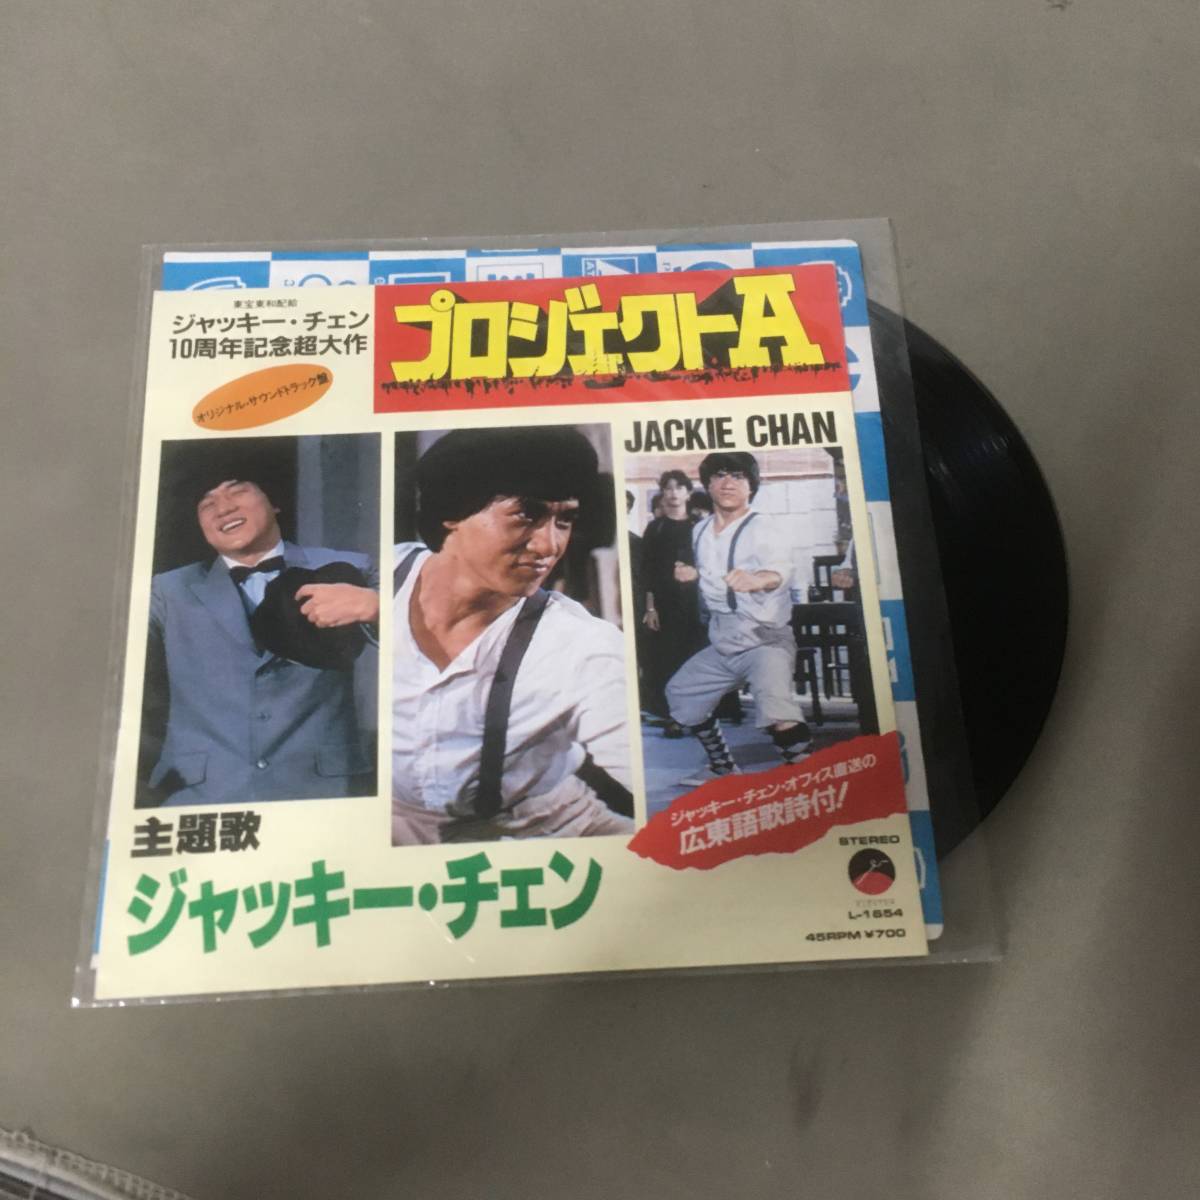 東宝東和配給
ジャッキー・チェン
10周年記念超大作
プロジェクトA
オリジナル・サウンドトラック盤
JACKIE CHAN
ジャッキー・チェン・オフィス直送の
広東語歌詩付!
主題歌
ジャッキー・チェン
STEREO
L-1654
45RPM ¥700